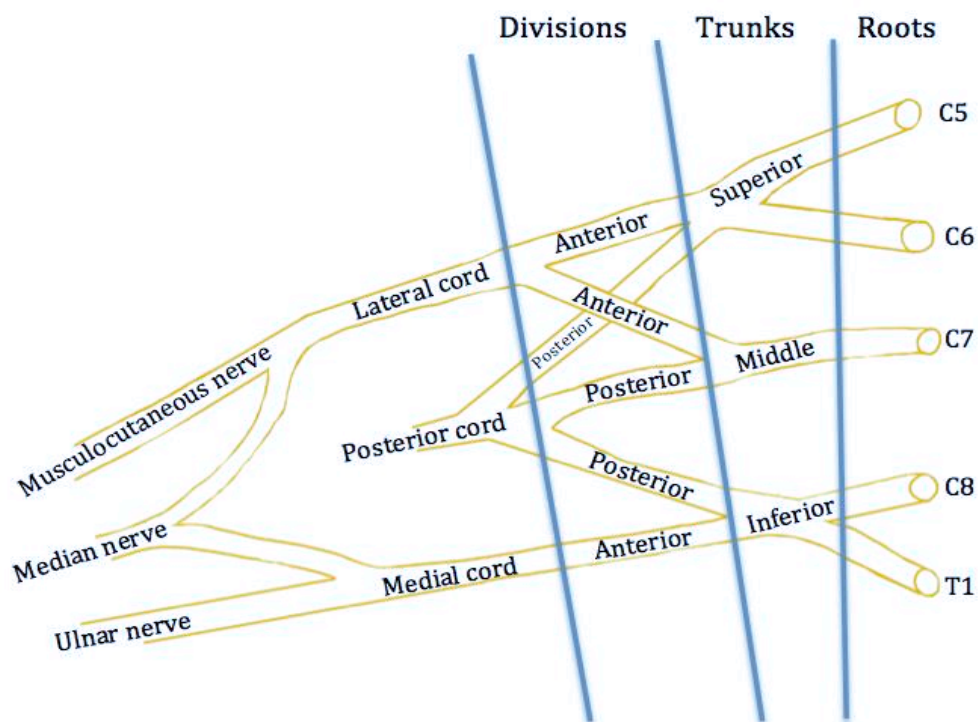 Divisions
Trunks
Roots
C5
Superior
C6
Anterior
Lateral cord
Anterior
Posterior
C7
Middle
Musculocutaneous nerve
Posterior
Posterior cord
Posterior
C8
Inferior
Median nerve
Anterior
Medial cord
T1
Ulnar nerve